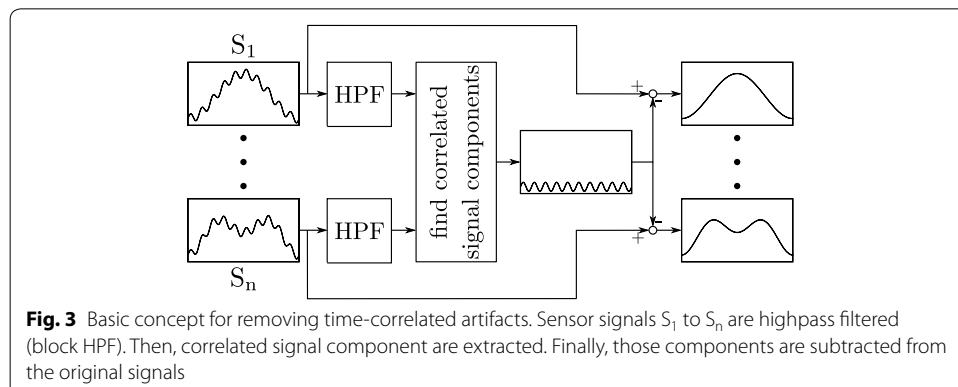 S₁
HPF
find correlated
signal components
+
-
HPF
-
+
Sₙ
Fig. 3 Basic concept for removing time-correlated artifacts. Sensor signals S₁ to Sₙ are highpass filtered
(block HPF). Then, correlated signal component are extracted. Finally, those components are subtracted from
the original signals